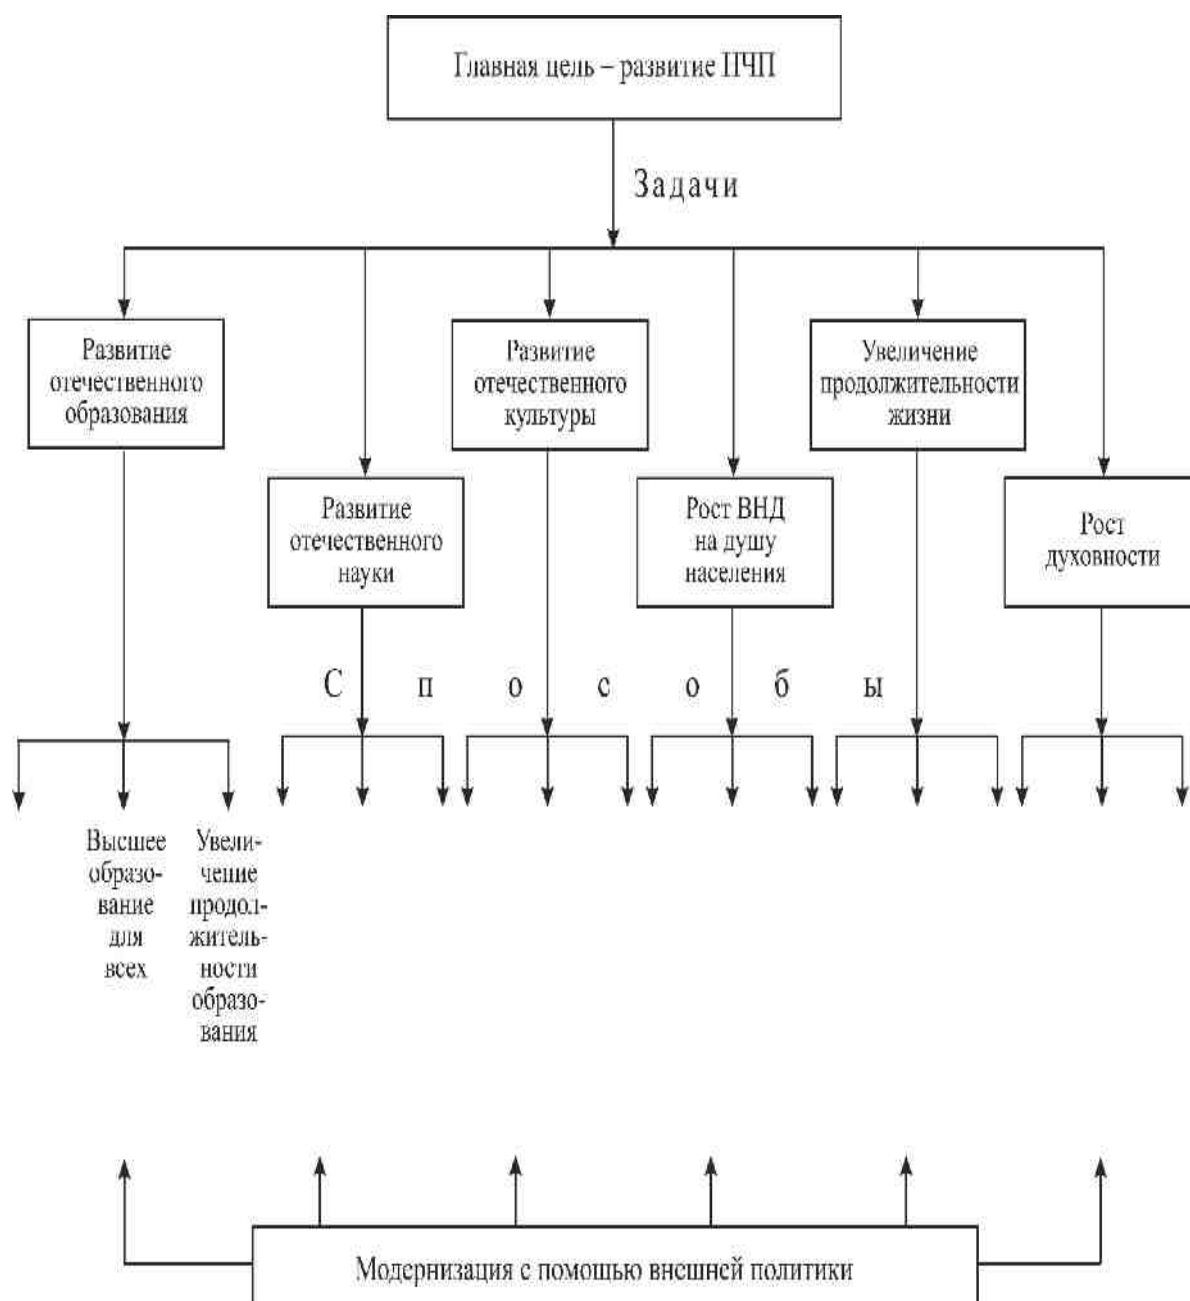 Главная цель – развитие НЧП
Задачи
Развитие
отечественного
образования
Развитие
отечественного
культуры
Увеличение
продолжительности
жизни
Развитие
отечественного
науки
Рост ВНД
на душу
населения
Рост
духовности
Способы
Высшее
образо-
вание
для
всех
Увели-
чение
продол-
житель-
ности
образо-
вания
Модернизация с помощью внешней политики